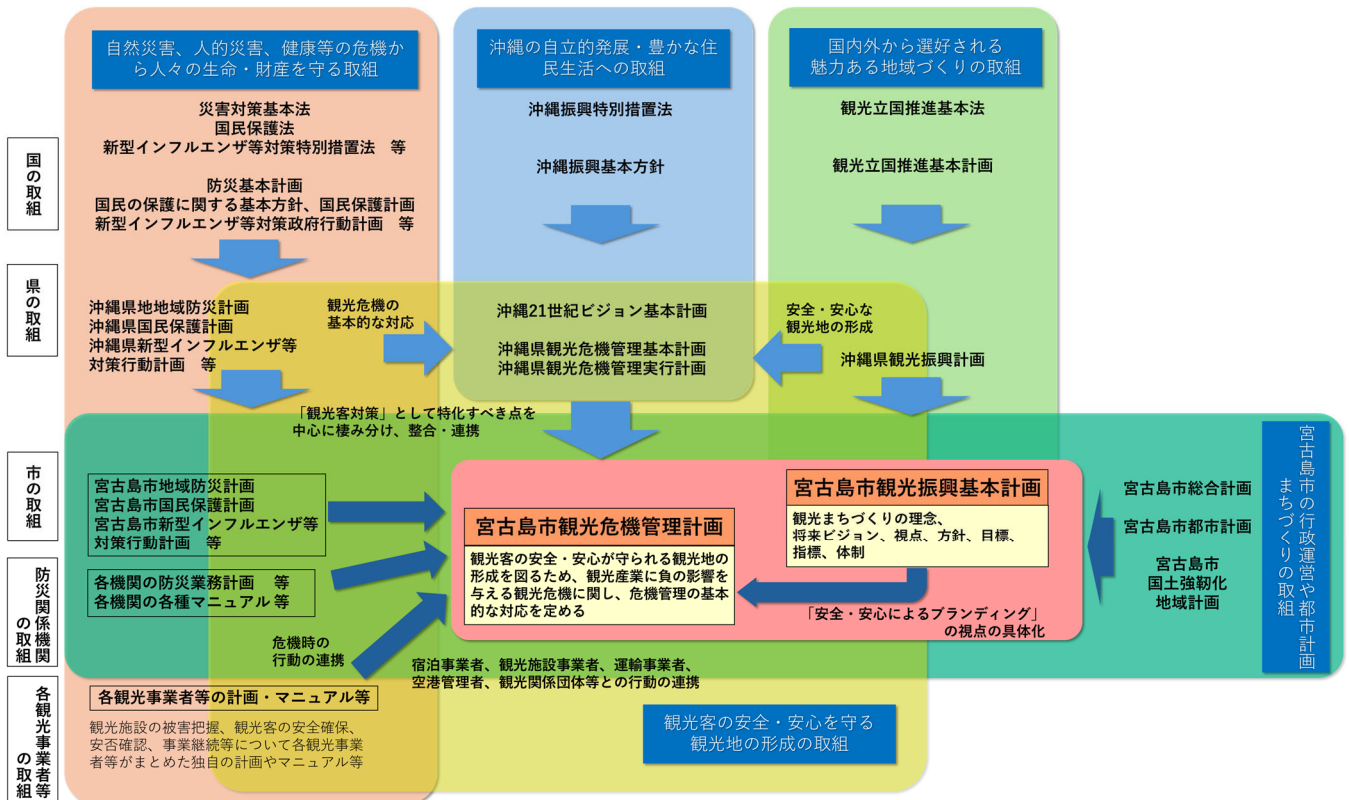 自然災害、人的災害、健康等の危機か
ら人々の生命・財産を守る取組
沖縄の自立的発展・豊かな住
民生活への取組
国内外から選好される
魅力ある地域づくりの取組
国の取組
災害対策基本法
国民保護法
新型インフルエンザ等対策特別措置法　等
防災基本計画
国民の保護に関する基本方針、国民保護計画
新型インフルエンザ等対策政府行動計画　等
沖縄振興特別措置法
沖縄振興基本方針
観光立国推進基本法
観光立国推進基本計画
県の取組
沖縄県地地域防災計画
沖縄県国民保護計画
沖縄県新型インフルエンザ等
対策行動計画　等
観光危機の
基本的な対応
沖縄21世紀ビジョン基本計画
沖縄県観光危機管理基本計画
沖縄県観光危機管理実行計画
安全・安心な
観光地の形成
沖縄県観光振興計画
「観光客対策」として特化すべき点を
中心に棲み分け、整合・連携
市の取組
宮古島市地域防災計画
宮古島市国民保護計画
宮古島市新型インフルエンザ等
対策行動計画　等
宮古島市観光危機管理計画
観光客の安全・安心が守られる観光地の
形成を図るため、観光産業に負の影響を
与える観光危機に関し、危機管理の基本
的な対応を定める
宮古島市観光振興基本計画
観光まちづくりの理念、
将来ビジョン、視点、方針、目標、
指標、体制
「安全・安心によるブランディング」
の視点の具体化
宮古島市総合計画
宮古島市都市計画
宮古島市
国土強靭化
地域計画
宮古島市の行政運営や都市計画
まちづくりの取組
防災関係機関
の取組
各機関の防災業務計画　等
各機関の各種マニュアル 等
危機時の
行動の連携
宿泊事業者、観光施設事業者、運輸事業者、
空港管理者、観光関係団体等との行動の連携
各観光事業者等
の取組
各観光事業者等の計画・マニュアル等
観光施設の被害把握、観光客の安全確保、
安否確認、事業継続等について各観光事業
者等がまとめた独自の計画やマニュアル等
観光客の安全・安心を守る
観光地の形成の取組